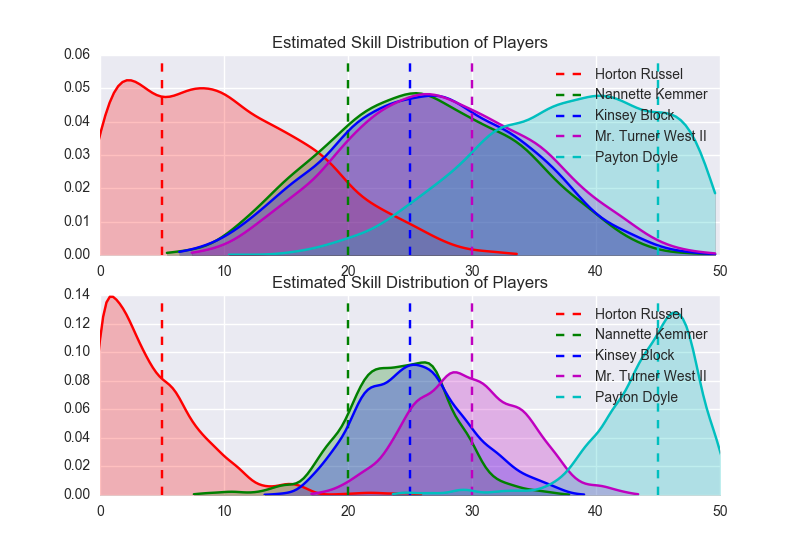 Estimated Skill Distribution of Players
0.06
0.05
0.04
0.03
0.02
0.01
0.00
0 10 20 30 40 50
Horton Russel
Nannette Kemmer
Kinsey Block
Mr. Turner West II
Payton Doyle
Estimated Skill Distribution of Players
0.14
0.12
0.10
0.08
0.06
0.04
0.02
0.00
0 10 20 30 40 50
Horton Russel
Nannette Kemmer
Kinsey Block
Mr. Turner West II
Payton Doyle